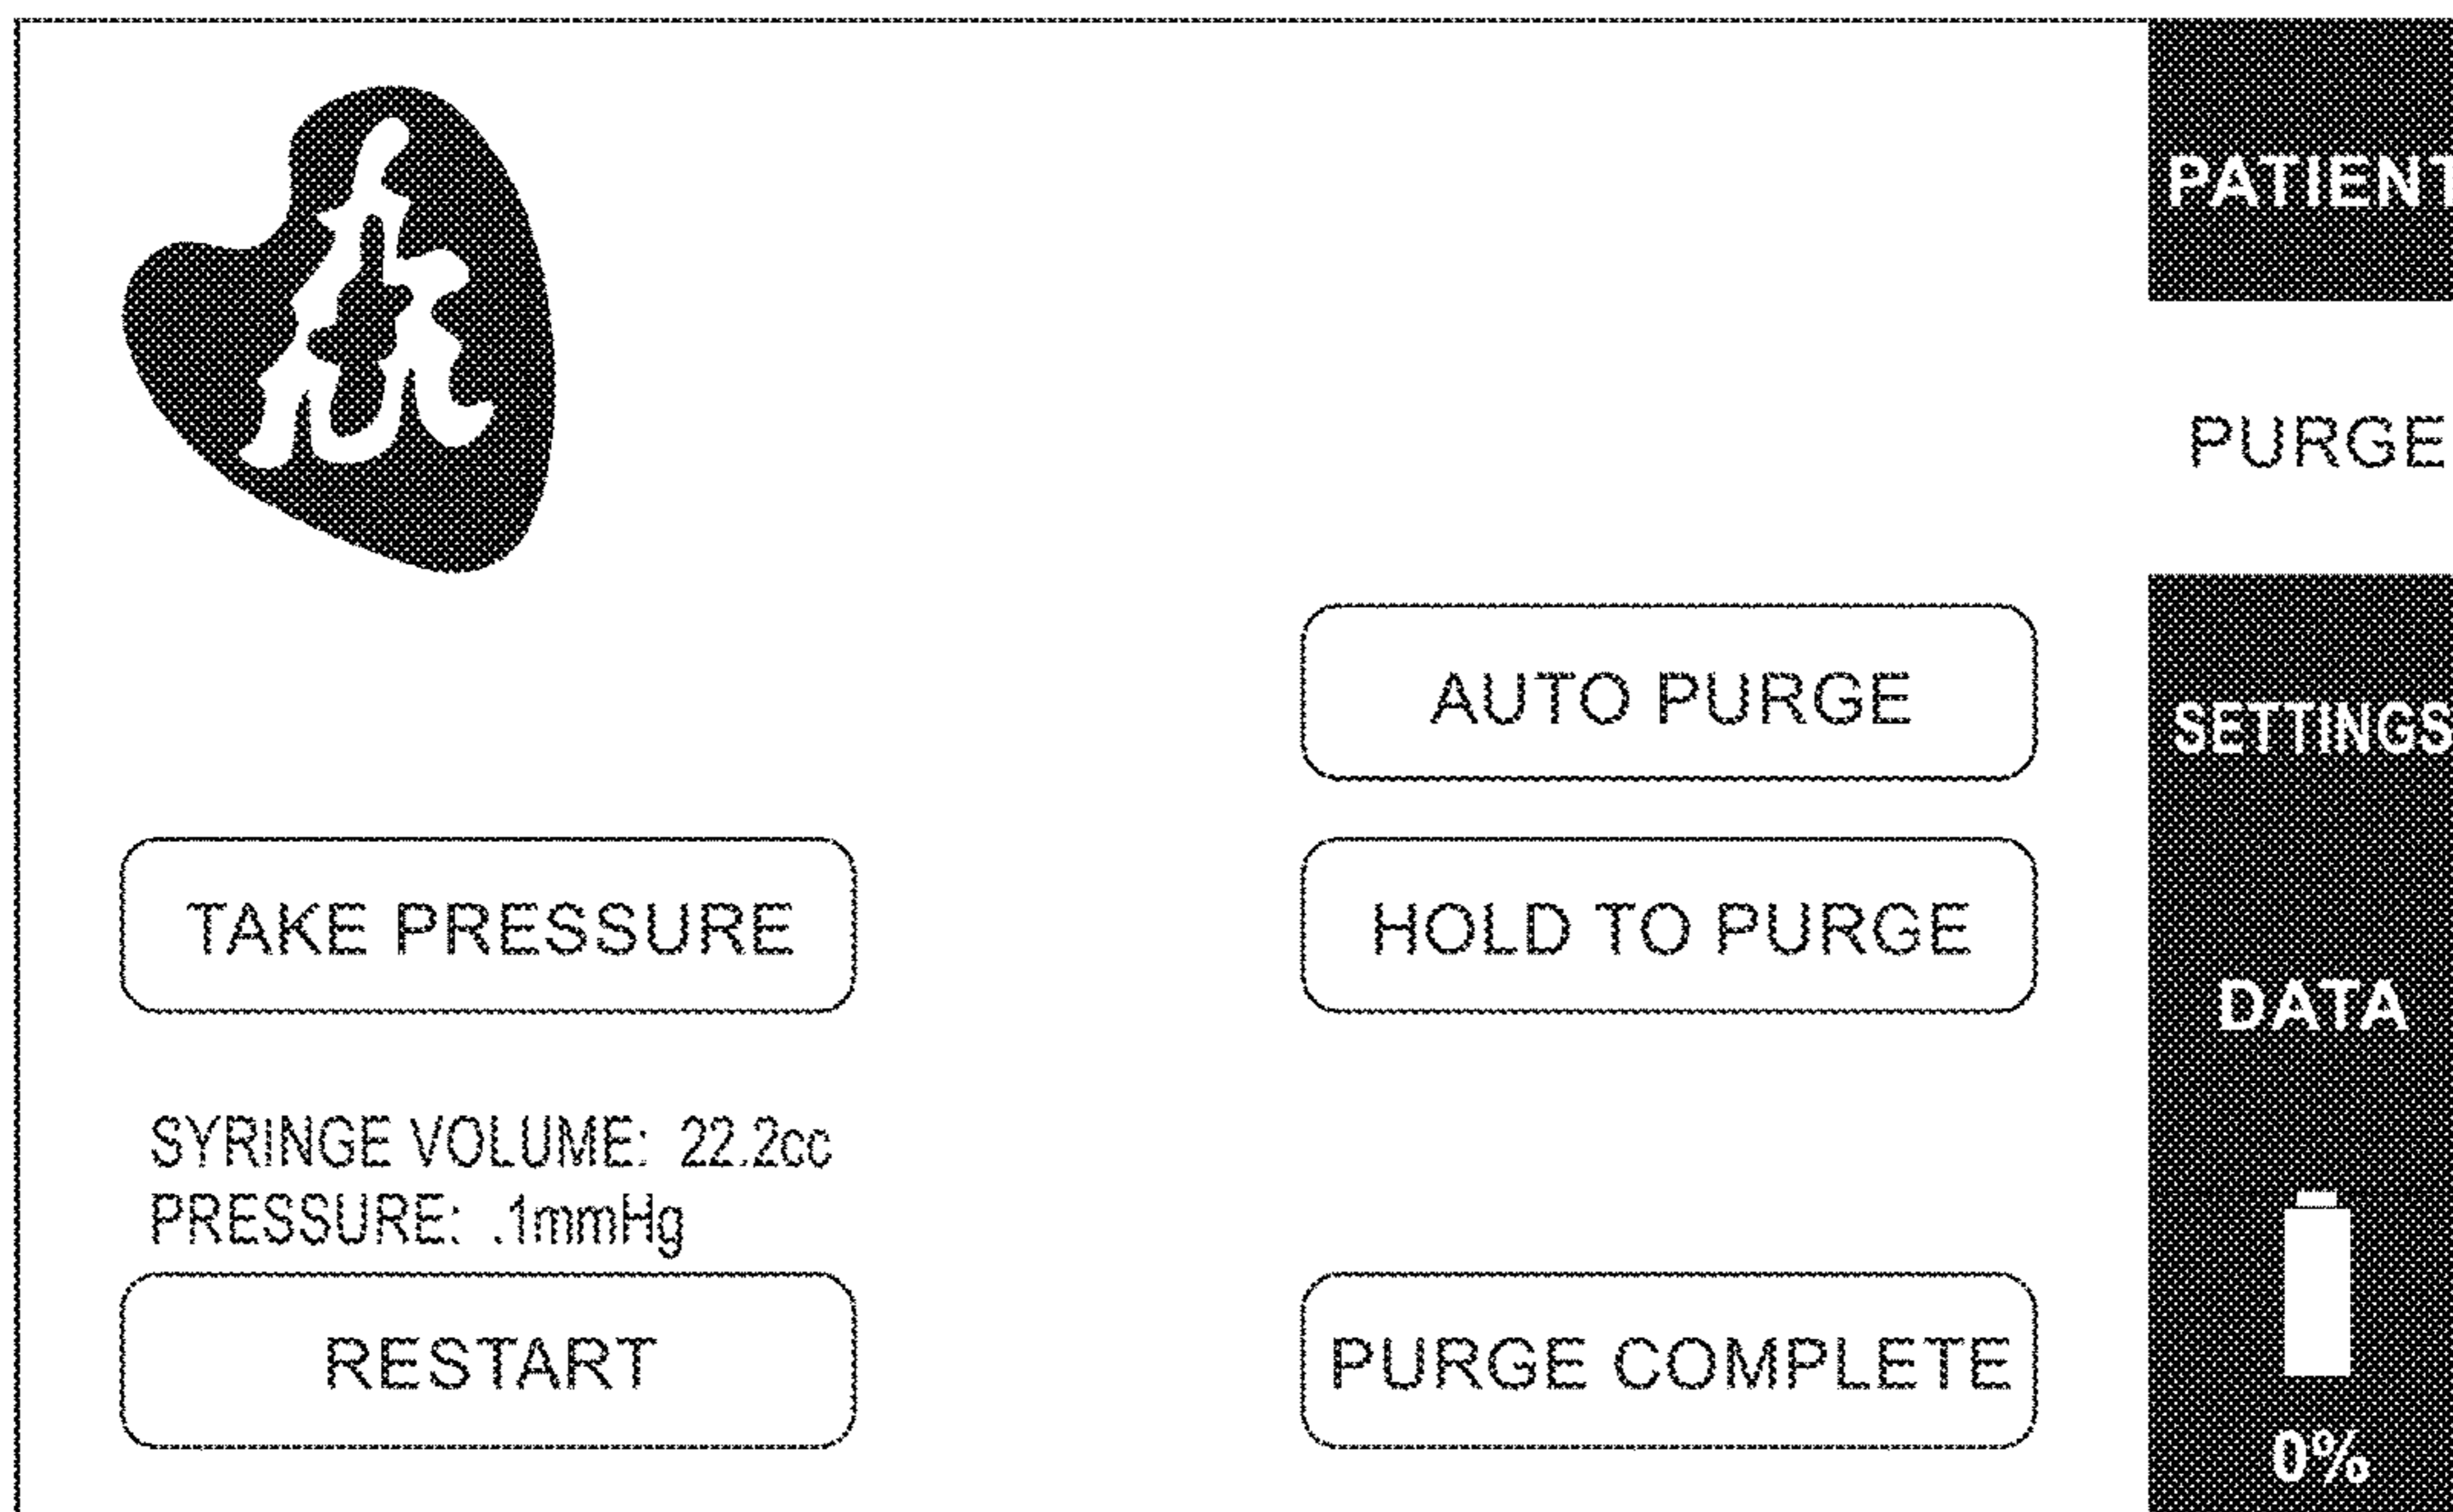 PATIENT
PURGE
AUTO PURGE
SETTINGS
TAKE PRESSURE
HOLD TO PURGE
DATA
SYRINGE VOLUME: 22.2cc
PRESSURE: .1mmHg
RESTART
PURGE COMPLETE
0%